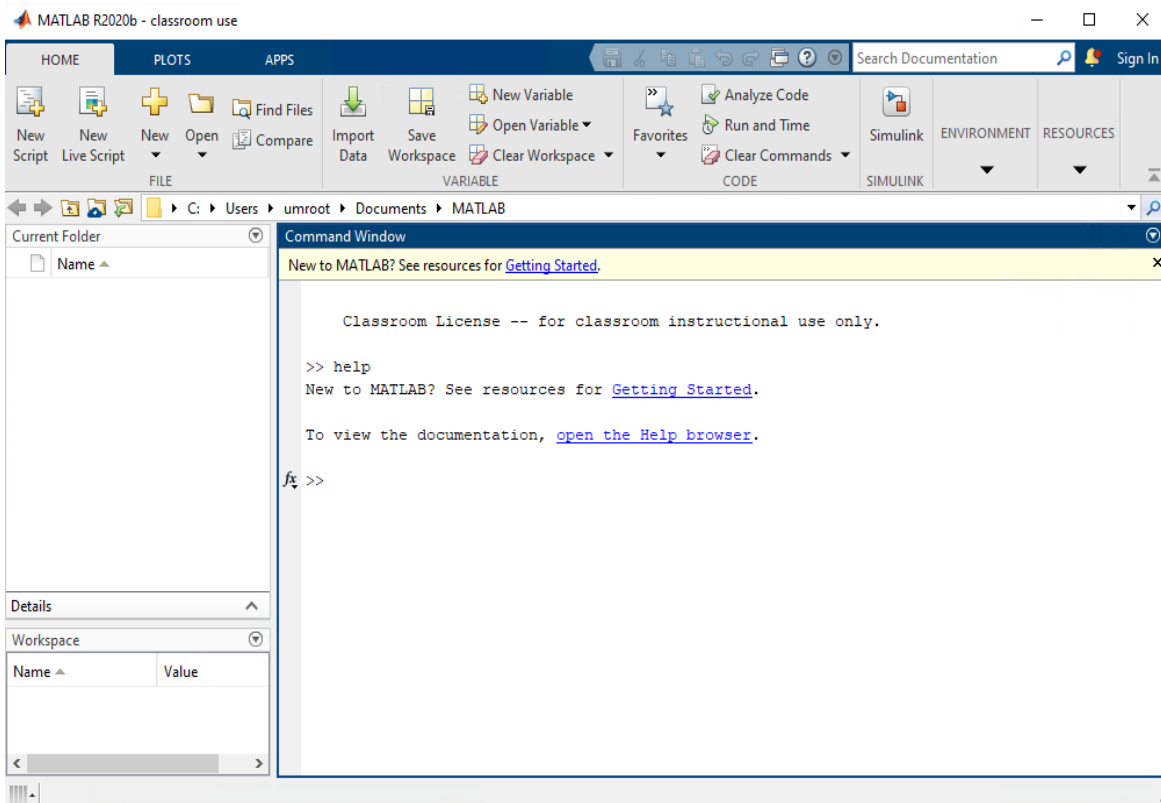 MATLAB R2020b - classroom use
HOME PLOTS APPS
Search Documentation
Sign In
New Script
New Live Script
New
Open
Find Files
Compare
FILE
Import Data
Save Workspace
New Variable
Open Variable
Clear Workspace
VARIABLE
Favorites
Analyze Code
Run and Time
Clear Commands
CODE
Simulink
SIMULINK
ENVIRONMENT
RESOURCES
C: Users umroot Documents MATLAB
Current Folder
Name
Details
Workspace
Name Value
Command Window
New to MATLAB? See resources for Getting Started.
Classroom License -- for classroom instructional use only.
>> help
New to MATLAB? See resources for Getting Started.
To view the documentation, open the Help browser.
fx >>